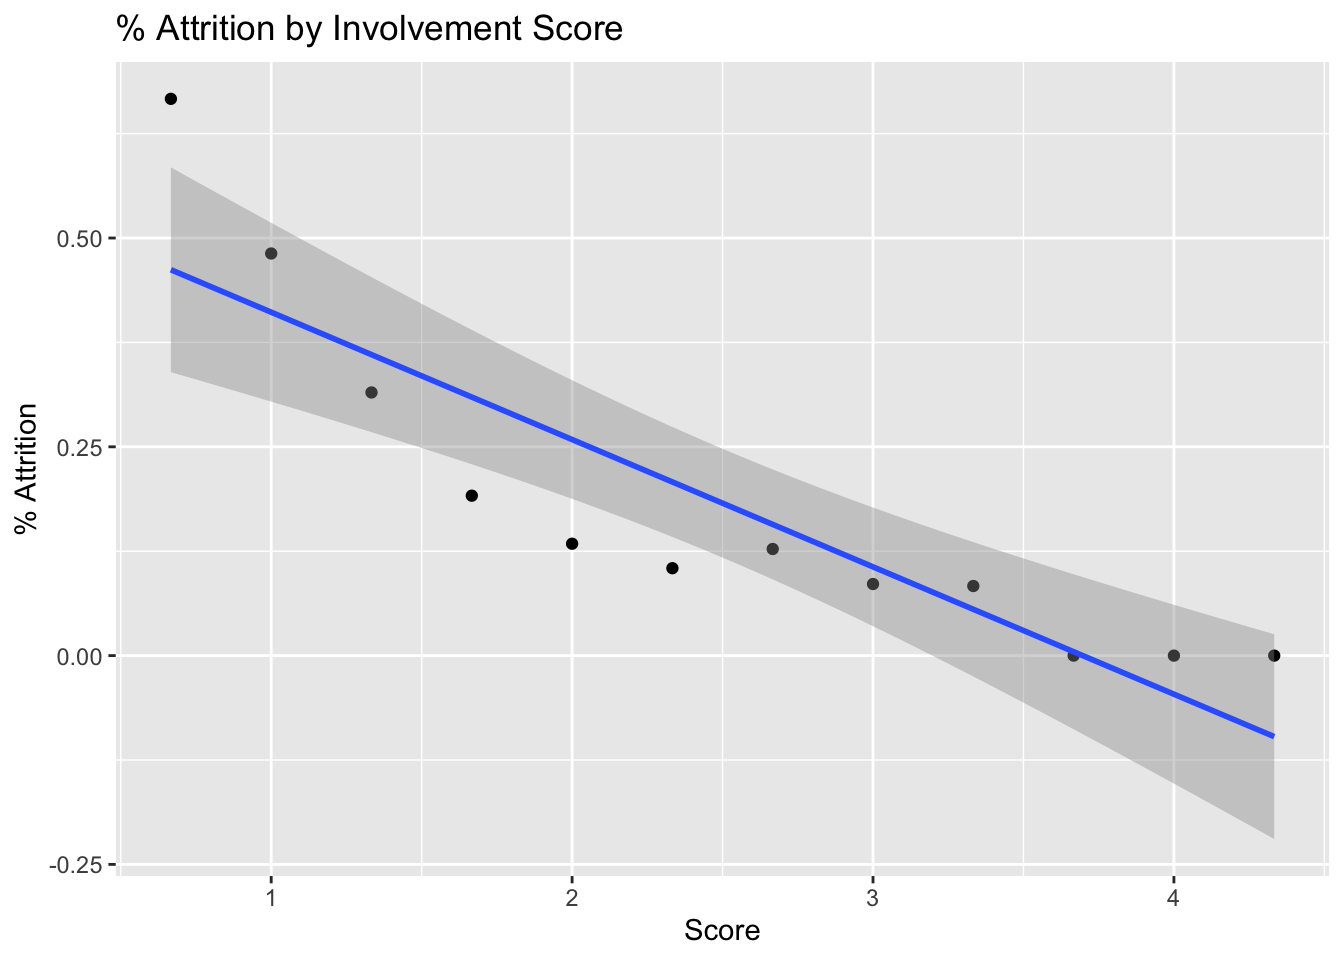 % Attrition by Involvement Score
% Attrition
0.50
0.25
0.00
-0.25
1 2 3 4
Score